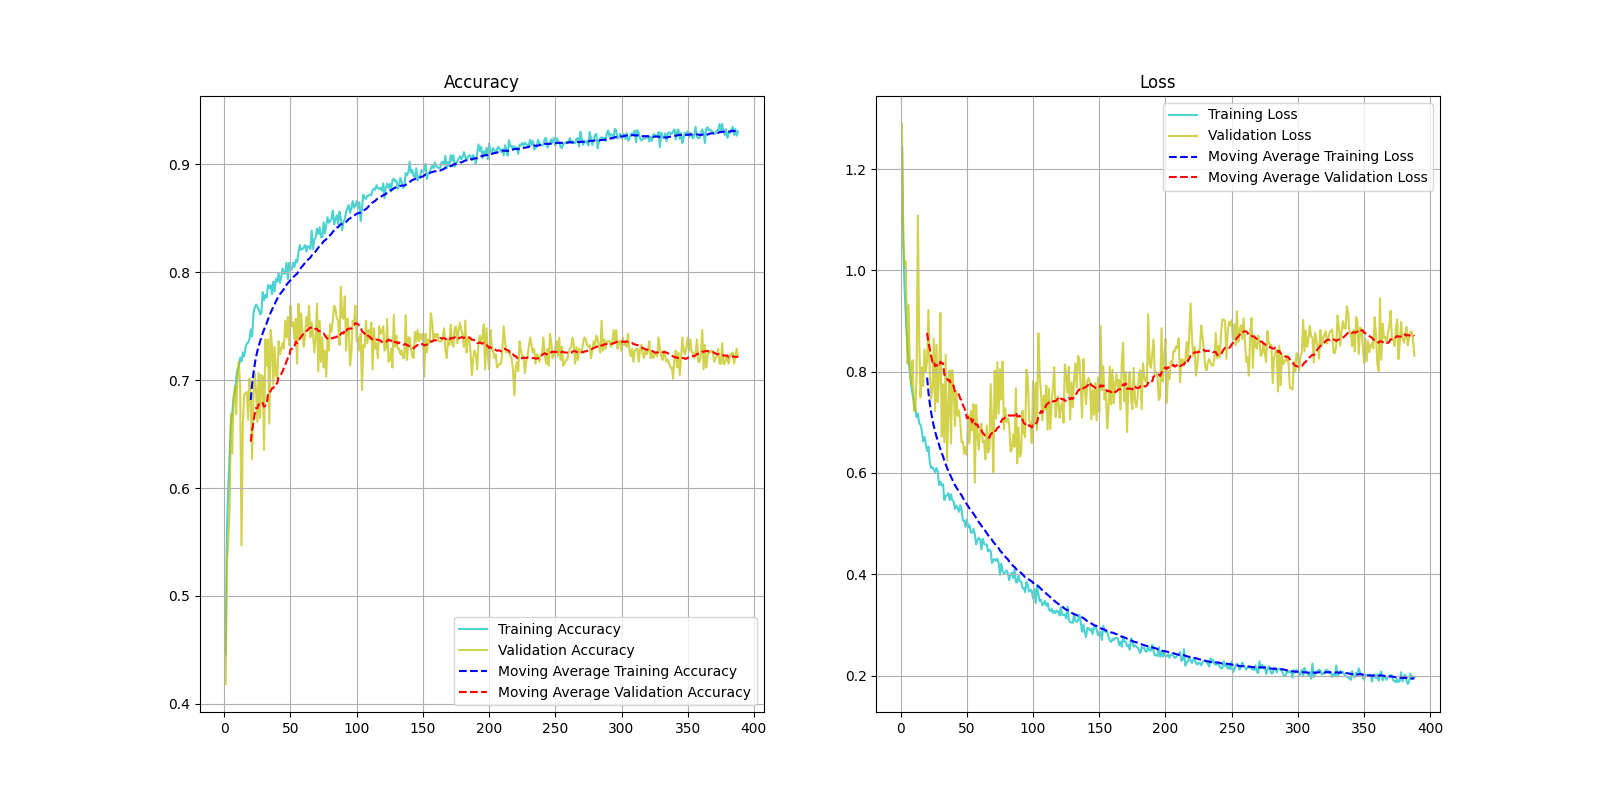 Accuracy
0.9
0.8
0.7
0.6
0.5
0.4
0 50 100 150 200 250 300 350 400
Training Accuracy
Validation Accuracy
Moving Average Training Accuracy
Moving Average Validation Accuracy
Loss
1.2
1.0
0.8
0.6
0.4
0.2
0 50 100 150 200 250 300 350 400
Training Loss
Validation Loss
Moving Average Training Loss
Moving Average Validation Loss